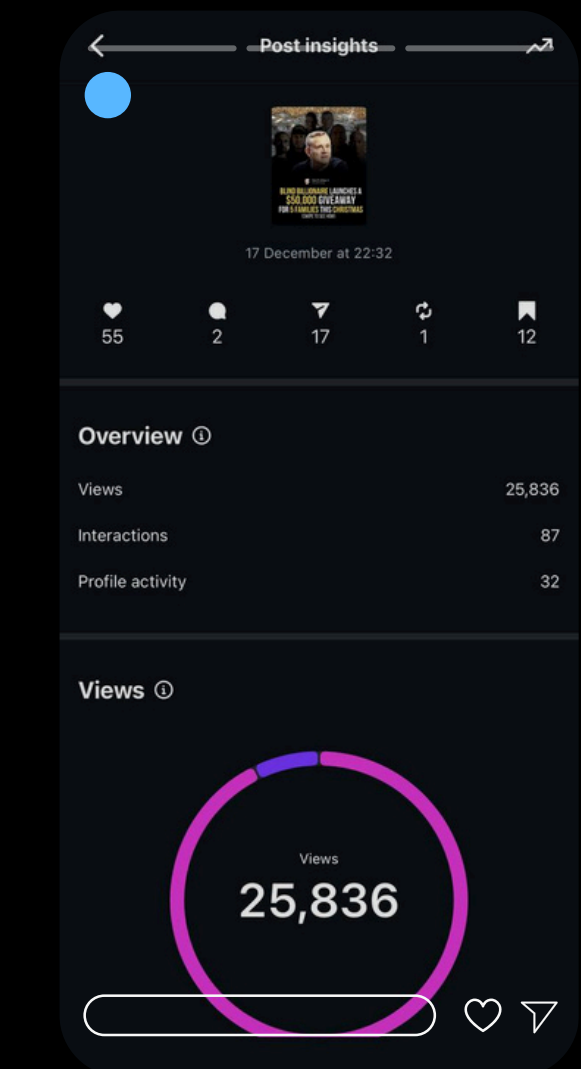 Post insights
BLIND BILLIONAIRE LAUNCHES A
$50,000 GIVEAWAY
FOR 5 FAMILIES THIS CHRISTMAS
17 December at 22:32
55 2 17 1 12
Overview
Views 25,836
Interactions 87
Profile activity 32
Views
Views
25,836